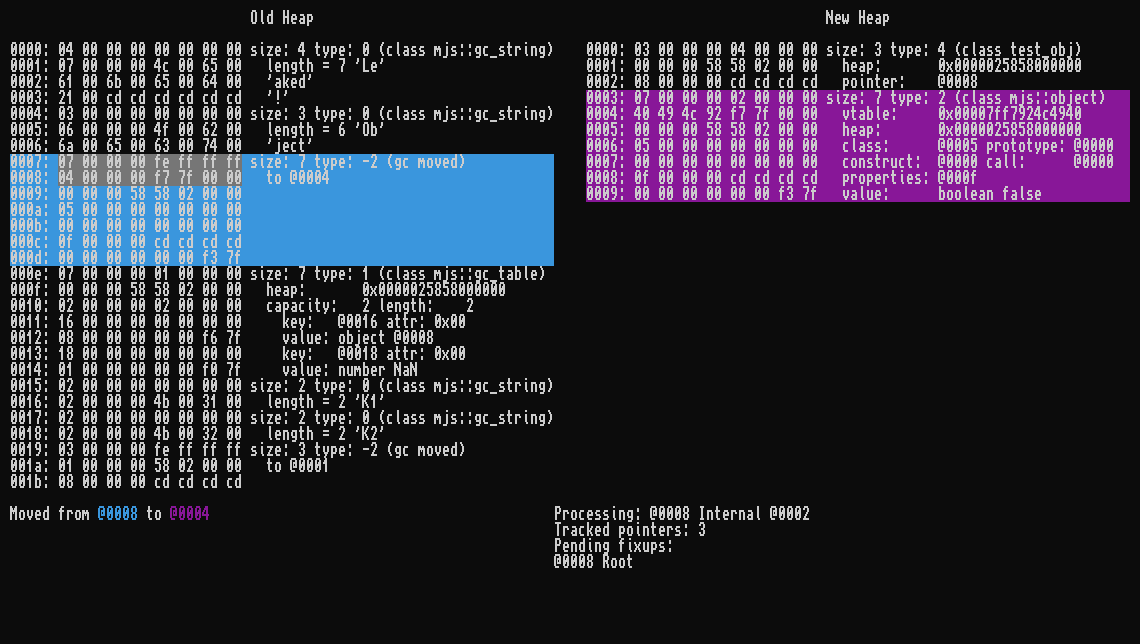 Old Heap
0000: 04 00 00 00 00 00 00 00 size: 4 type: 0 (class mjs::gc_string)
0001: 07 00 00 00 4c 00 65 00   length = 7 'Le'
0002: 61 00 6b 00 65 00 64 00   'aked'
0003: 21 00 cd cd cd cd cd cd   '!'
0004: 03 00 00 00 00 00 00 00 size: 3 type: 0 (class mjs::gc_string)
0005: 06 00 00 00 4f 00 62 00   length = 6 'Ob'
0006: 6a 00 65 00 63 00 74 00   'ject'
0007: 07 00 00 00 fe ff ff ff size: 7 type: -2 (gc moved)
0008: 04 00 00 00 f7 7f 00 00   to @0004
0009: 00 00 00 58 58 02 00 00
000a: 05 00 00 00 00 00 00 00
000b: 00 00 00 00 00 00 00 00
000c: 0f 00 00 00 cd cd cd cd
000d: 00 00 00 00 00 00 f3 7f
000e: 07 00 00 00 01 00 00 00 size: 7 type: 1 (class mjs::gc_table)
000f: 00 00 00 58 58 02 00 00   heap:       0x0000025858000000
0010: 02 00 00 00 02 00 00 00   capacity:   2 length:    2
0011: 16 00 00 00 00 00 00 00     key:   @0016 attr: 0x00
0012: 08 00 00 00 00 00 f6 7f     value: object @0008
0013: 18 00 00 00 00 00 00 00     key:   @0018 attr: 0x00
0014: 01 00 00 00 00 00 f0 7f     value: number NaN
0015: 02 00 00 00 00 00 00 00 size: 2 type: 0 (class mjs::gc_string)
0016: 02 00 00 00 4b 00 31 00   length = 2 'K1'
0017: 02 00 00 00 00 00 00 00 size: 2 type: 0 (class mjs::gc_string)
0018: 02 00 00 00 4b 00 32 00   length = 2 'K2'
0019: 03 00 00 00 fe ff ff ff size: 3 type: -2 (gc moved)
001a: 01 00 00 00 58 02 00 00   to @0001
001b: 08 00 00 00 cd cd cd cd
Moved from @0008 to @0004
New Heap
0000: 03 00 00 00 04 00 00 00 size: 3 type: 4 (class test_obj)
0001: 00 00 00 58 58 02 00 00   heap:       0x0000025858000000
0002: 08 00 00 00 cd cd cd cd   pointer:    @0008
0003: 07 00 00 00 02 00 00 00 size: 7 type: 2 (class mjs::object)
0004: 40 49 4c 92 f7 7f 00 00   vtable:     0x00007ff7924c4940
0005: 00 00 00 58 58 02 00 00   heap:       0x0000025858000000
0006: 05 00 00 00 00 00 00 00   class:      @0005 prototype: @0000
0007: 00 00 00 00 00 00 00 00   construct:  @0000 call:      @0000
0008: 0f 00 00 00 cd cd cd cd   properties: @000f
0009: 00 00 00 00 00 00 f3 7f   value:      boolean false
Processing: @0008 Internal @0002
Tracked pointers: 3
Pending fixups:
@0008 Root